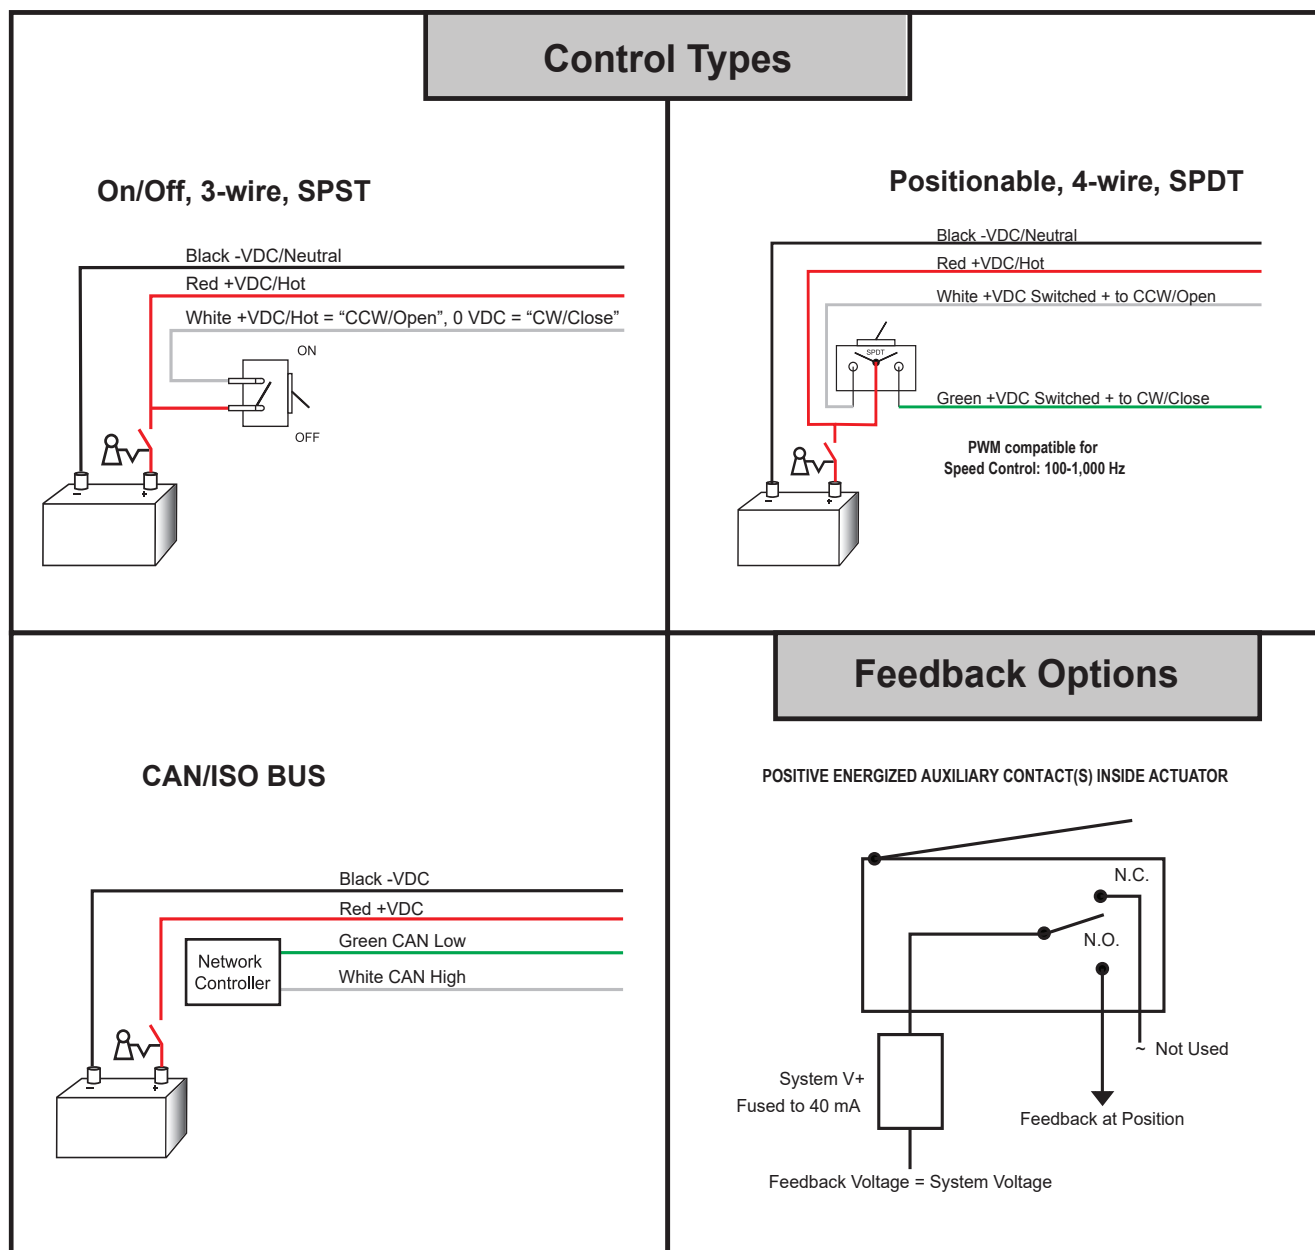 Control Types
On/Off, 3-wire, SPST
Black -VDC/Neutral
Red +VDC/Hot
White +VDC/Hot = “CCW/Open”, 0 VDC = “CW/Close”
ON
OFF
– +
Positionable, 4-wire, SPDT
Black -VDC/Neutral
Red +VDC/Hot
White +VDC Switched + to CCW/Open
SPDT
Green +VDC Switched + to CW/Close
PWM compatible for
Speed Control: 100-1,000 Hz
– +
CAN/ISO BUS
Black -VDC
Red +VDC
Green CAN Low
Network
Controller
White CAN High
– +
Feedback Options
POSITIVE ENERGIZED AUXILIARY CONTACT(S) INSIDE ACTUATOR
N.C.
N.O.
~ Not Used
System V+
Fused to 40 mA
Feedback at Position
Feedback Voltage = System Voltage